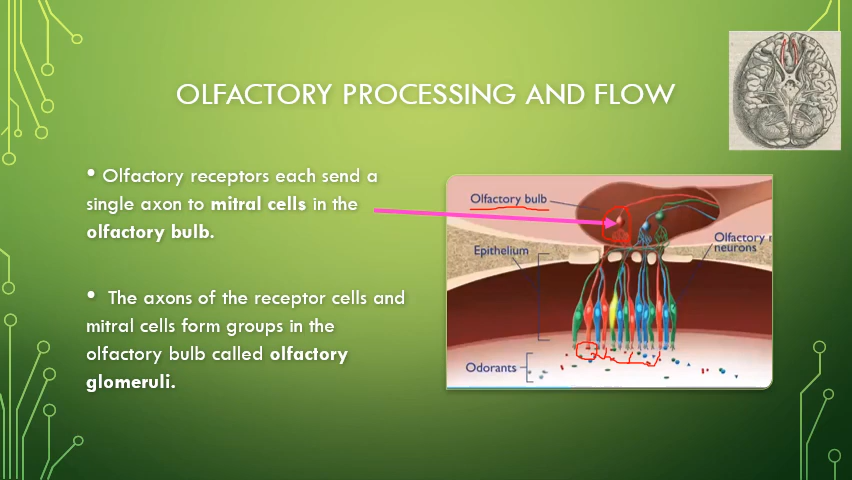 OLFACTORY PROCESSING AND FLOW
• Olfactory receptors each send a
single axon to mitral cells in the
olfactory bulb.
• The axons of the receptor cells and
mitral cells form groups in the
olfactory bulb called olfactory
glomeruli.
Olfactory bulb
Epithelium
Olfactory
neurons
Odorants